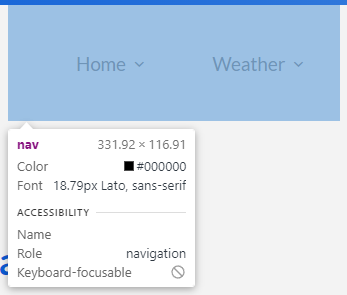 Home Weather
nav 331.92 × 116.91
Color #000000
Font 18.79px Lato, sans-serif
ACCESSIBILITY
Name
Role navigation
Keyboard-focusable